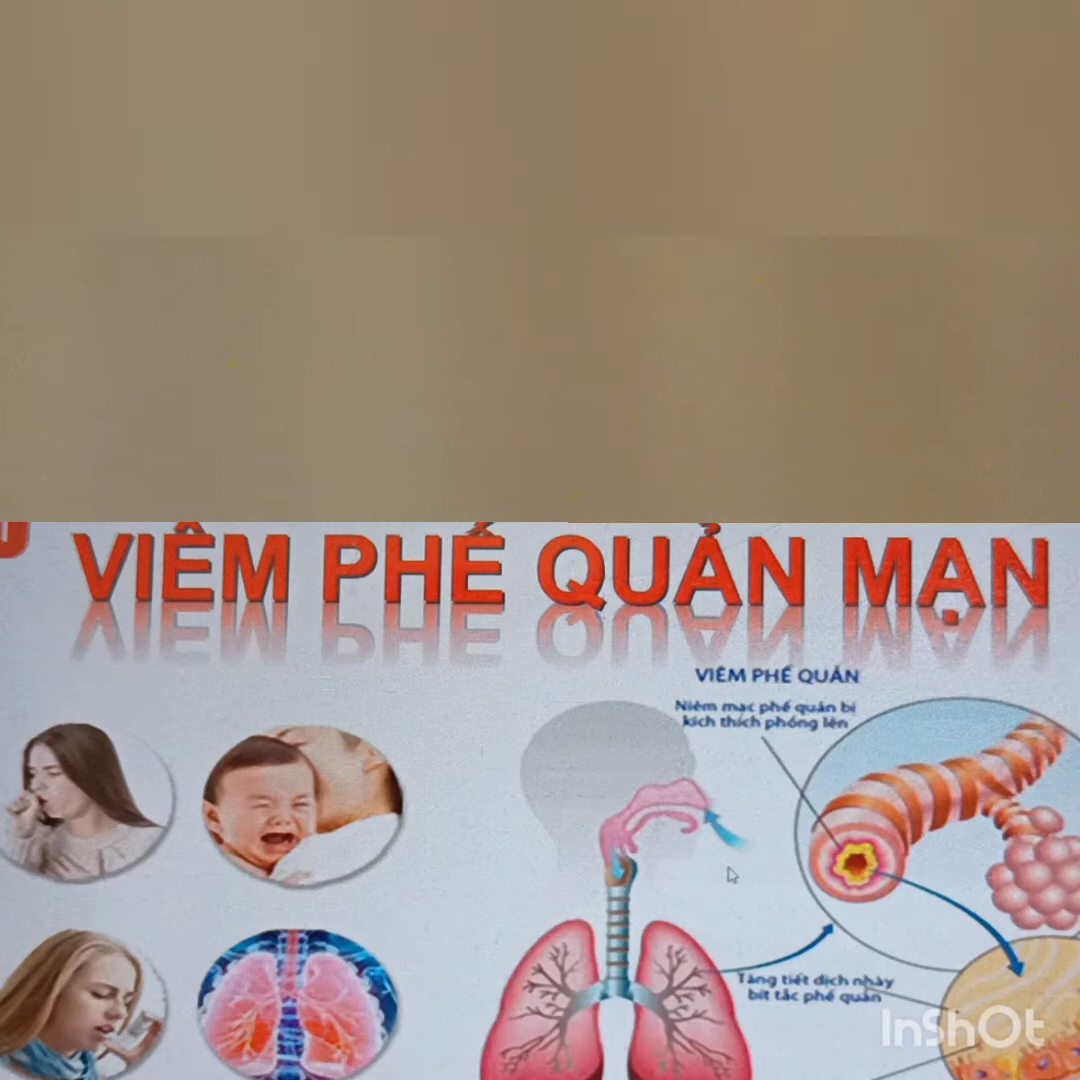 VIÊM PHẾ QUẢN MẠN
VIÊM PHẾ QUẢN
Niêm mạc phế quản bị
kích thích phồng lên
Tăng tiết dịch nhày
bít tắc phế quản
InShOt